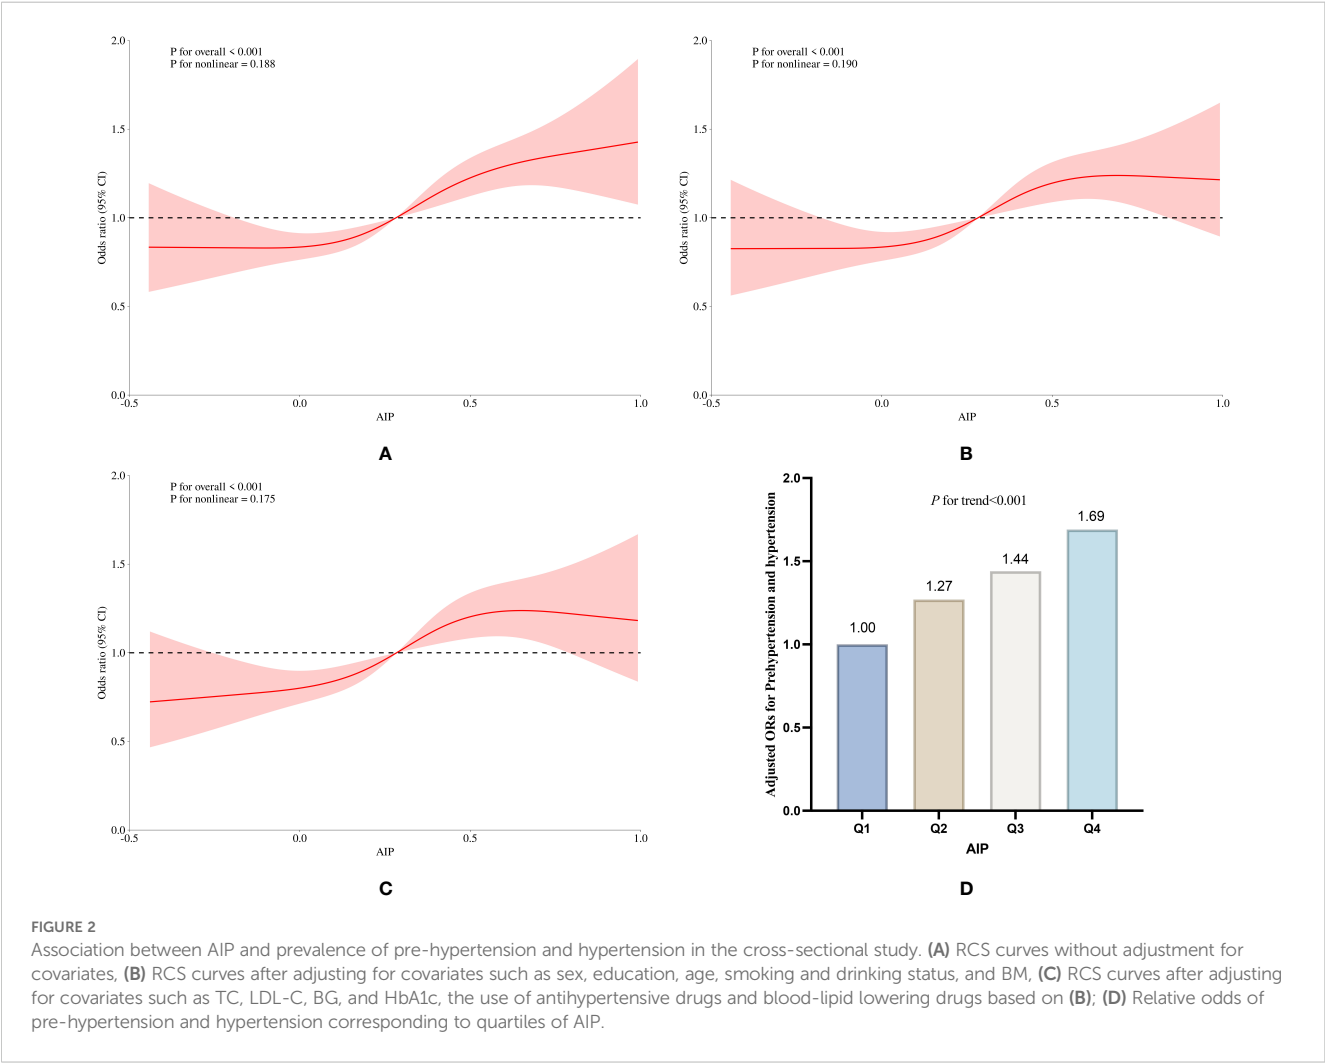 P for overall < 0.001
P for nonlinear = 0.188
2.0
1.5
1.0
0.5
0.0
Odds ratio (95% CI)
-0.5
0.0
0.5
1.0
AIP
A
P for overall < 0.001
P for nonlinear = 0.190
2.0
1.5
1.0
0.5
0.0
Odds ratio (95% CI)
-0.5
0.0
0.5
1.0
AIP
B
P for overall < 0.001
P for nonlinear = 0.175
2.0
1.5
1.0
0.5
0.0
Odds ratio (95% CI)
-0.5
0.0
0.5
1.0
AIP
C
P for trend<0.001
2.0
1.5
1.0
0.5
0.0
Adjusted ORs for Prehypertension and hypertension
1.00
1.27
1.44
1.69
Q1
Q2
Q3
Q4
AIP
D
FIGURE 2
Association between AIP and prevalence of pre-hypertension and hypertension in the cross-sectional study. (A) RCS curves without adjustment for
covariates, (B) RCS curves after adjusting for covariates such as sex, education, age, smoking and drinking status, and BM, (C) RCS curves after adjusting
for covariates such as TC, LDL-C, BG, and HbA1c, the use of antihypertensive drugs and blood-lipid lowering drugs based on (B); (D) Relative odds of
pre-hypertension and hypertension corresponding to quartiles of AIP.